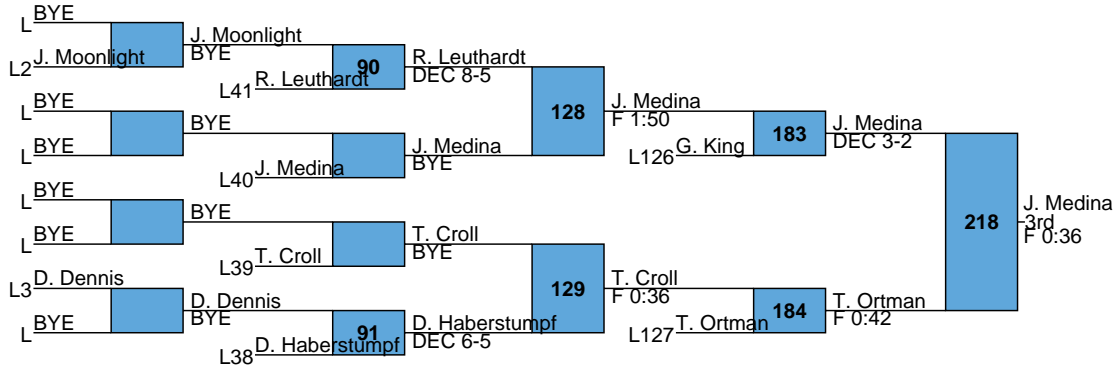 BYE
L
J. Moonlight
BYE
J. Moonlight
L2
90
R. Leuthardt
DEC 8-5
R. Leuthardt
L41
BYE
L
BYE
BYE
L
128
J. Medina
F 1:50
J. Medina
BYE
J. Medina
L40
183
J. Medina
DEC 3-2
G. King
L126
BYE
L
BYE
BYE
L
T. Croll
BYE
T. Croll
L39
218
J. Medina
3rd
F 0:36
D. Dennis
L3
D. Dennis
BYE
BYE
L
91
D. Haberstumpf
DEC 6-5
D. Haberstumpf
L38
129
T. Croll
F 0:36
184
T. Ortman
F 0:42
T. Ortman
L127